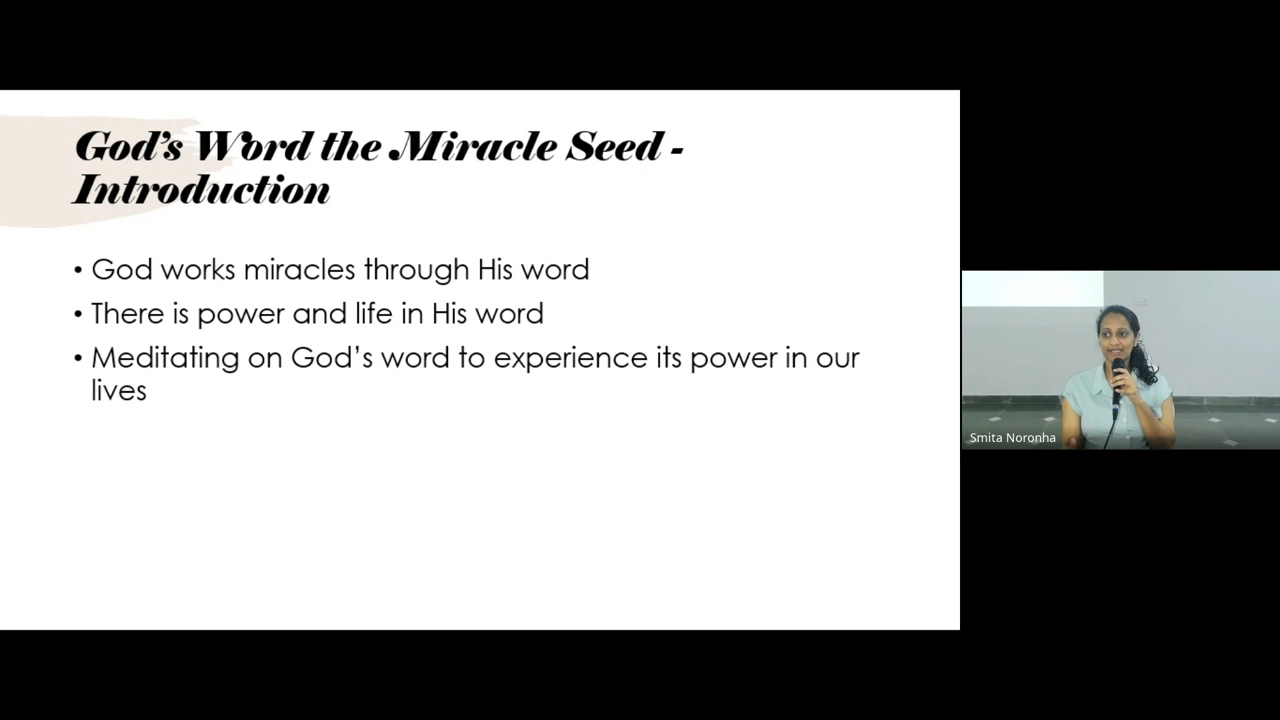 God’s Word the Miracle Seed -
Introduction
• God works miracles through His word
• There is power and life in His word
• Meditating on God’s word to experience its power in our
lives
Smita Noronha